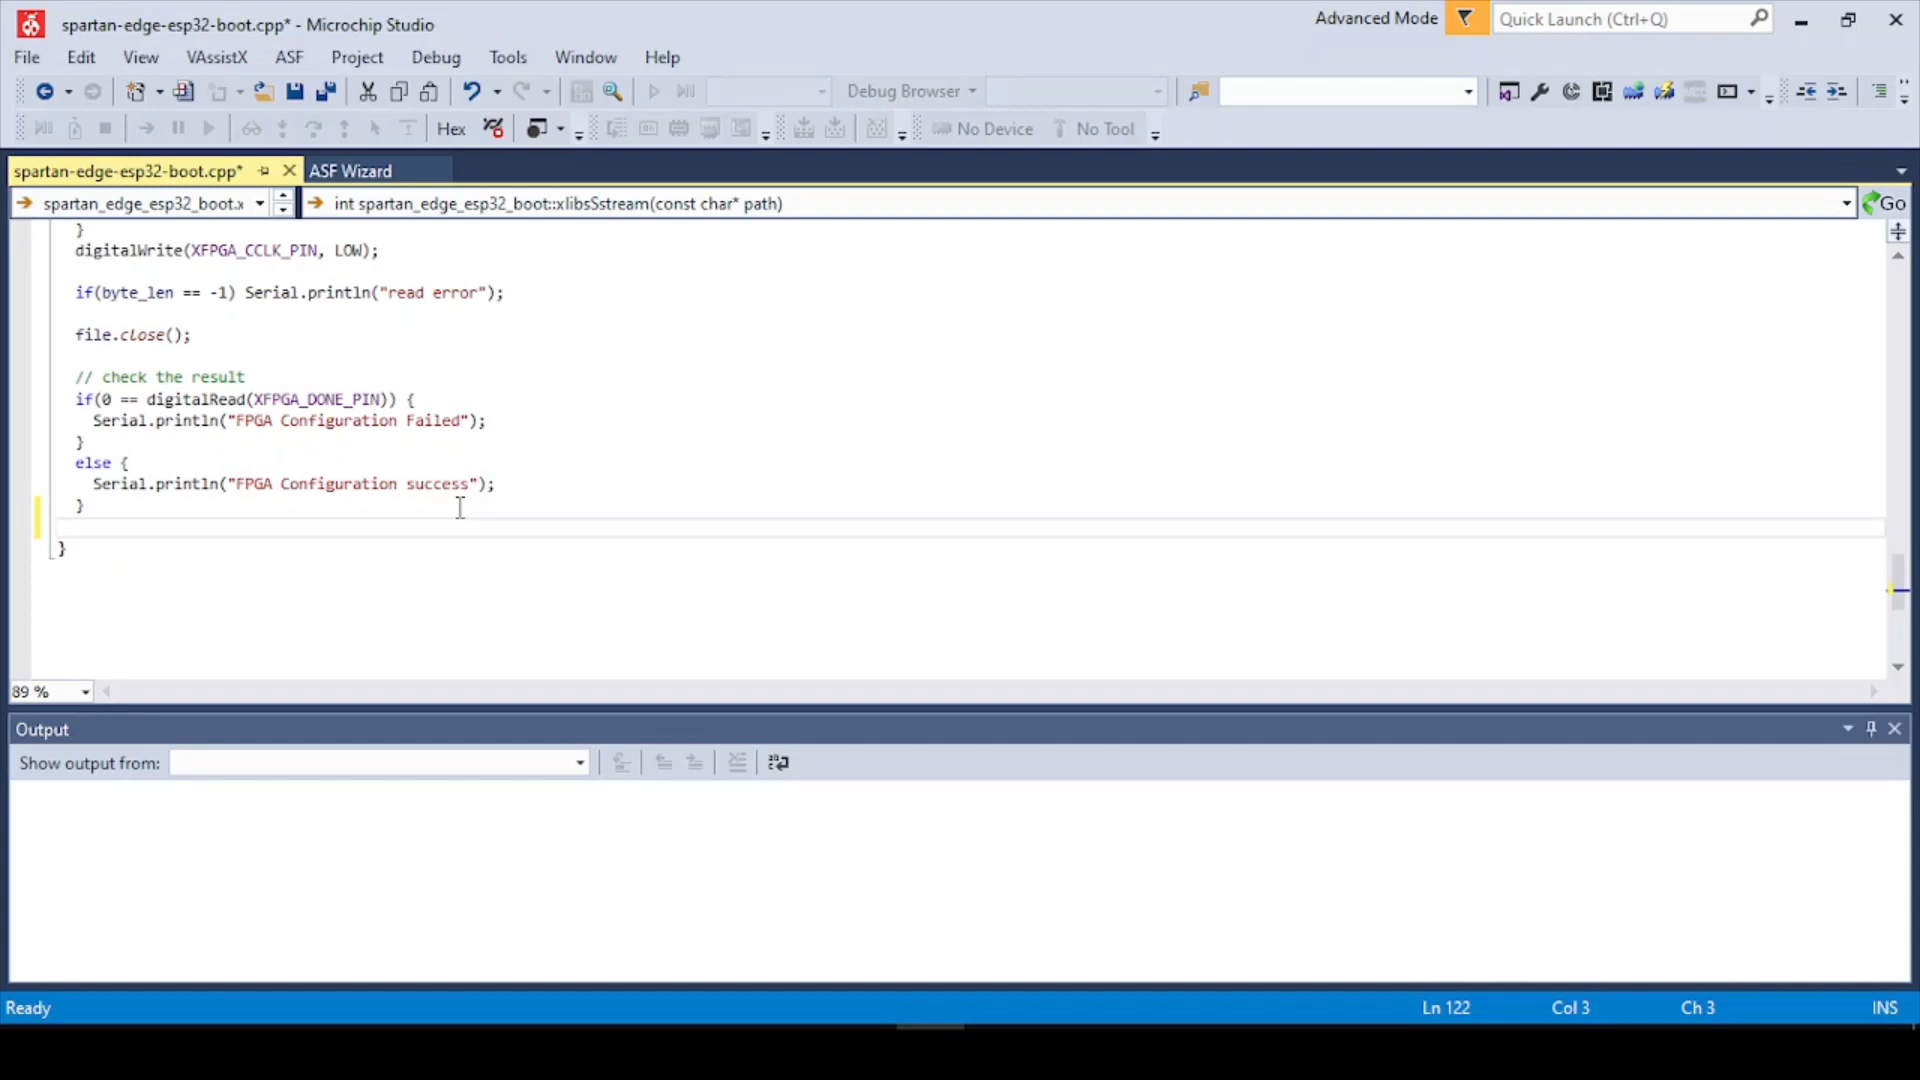 spartan-edge-esp32-boot.cpp* - Microchip Studio
Advanced Mode
Quick Launch (Ctrl+Q)
File Edit View VAssistX ASF Project Debug Tools Window Help
Debug Browser
Hex
No Device
No Tool
spartan-edge-esp32-boot.cpp*
ASF Wizard
spartan_edge_esp32_boot.x
int spartan_edge_esp32_boot::xlibsSstream(const char* path)
Go
}
digitalWrite(XFPGA_CCLK_PIN, LOW);
if(byte_len == -1) Serial.println("read error");
file.close();
// check the result
if(0 == digitalRead(XFPGA_DONE_PIN)) {
Serial.println("FPGA Configuration Failed");
}
else {
Serial.println("FPGA Configuration success");
}
}
89 %
Output
Show output from:
Ready
Ln 122
Col 3
Ch 3
INS